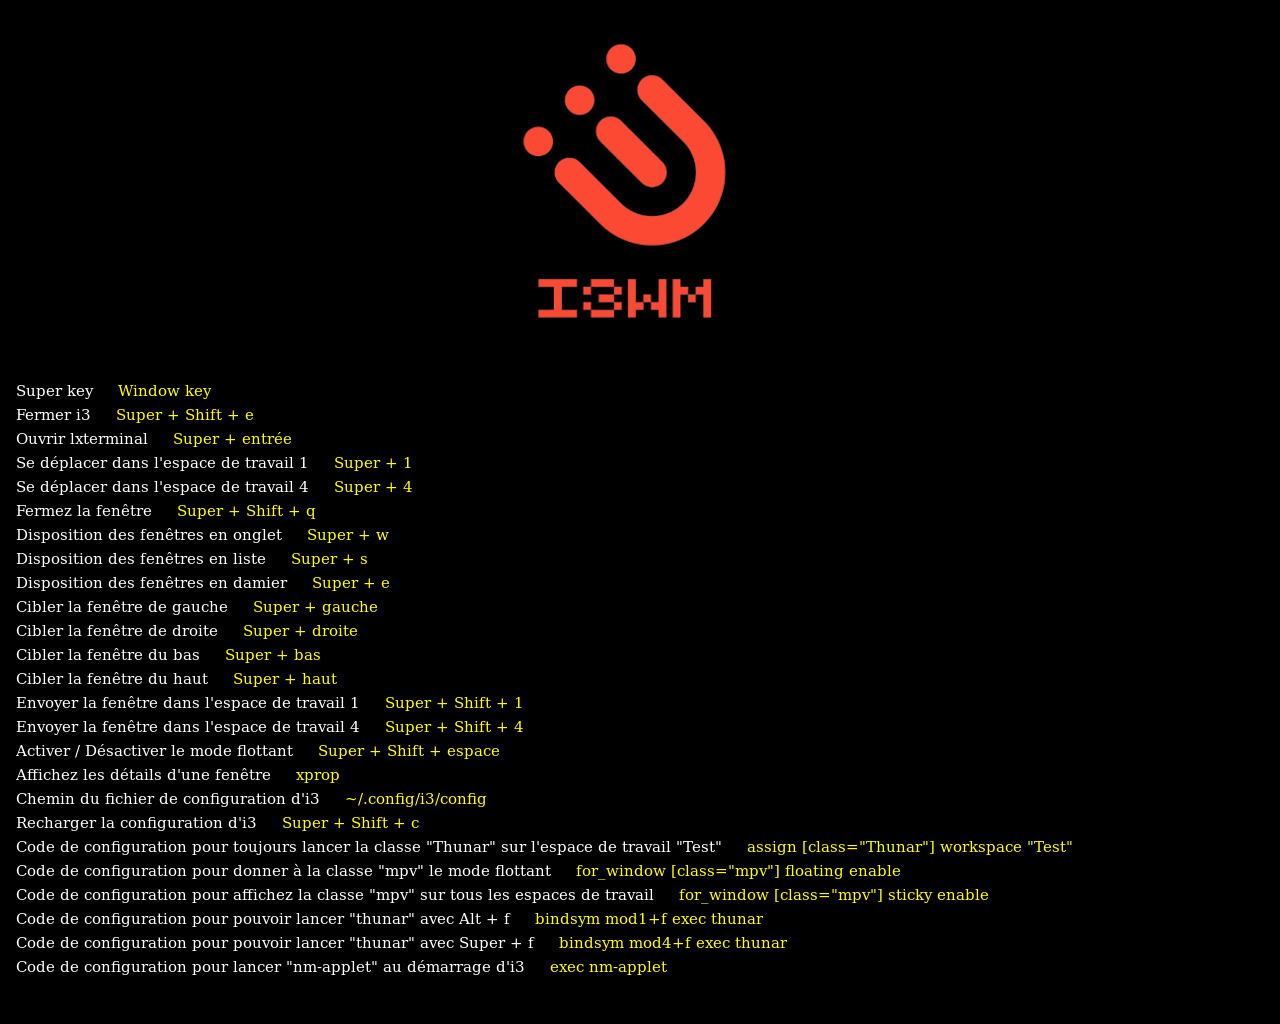 I3WM
Super key Window key
Fermer i3 Super + Shift + e
Ouvrir lxterminal Super + entrée
Se déplacer dans l'espace de travail 1 Super + 1
Se déplacer dans l'espace de travail 4 Super + 4
Fermez la fenêtre Super + Shift + q
Disposition des fenêtres en onglet Super + w
Disposition des fenêtres en liste Super + s
Disposition des fenêtres en damier Super + e
Cibler la fenêtre de gauche Super + gauche
Cibler la fenêtre de droite Super + droite
Cibler la fenêtre du bas Super + bas
Cibler la fenêtre du haut Super + haut
Envoyer la fenêtre dans l'espace de travail 1 Super + Shift + 1
Envoyer la fenêtre dans l'espace de travail 4 Super + Shift + 4
Activer / Désactiver le mode flottant Super + Shift + espace
Affichez les détails d'une fenêtre xprop
Chemin du fichier de configuration d'i3 ~/.config/i3/config
Recharger la configuration d'i3 Super + Shift + c
Code de configuration pour toujours lancer la classe "Thunar" sur l'espace de travail "Test" assign [class="Thunar"] workspace "Test"
Code de configuration pour donner à la classe "mpv" le mode flottant for_window [class="mpv"] floating enable
Code de configuration pour affichez la classe "mpv" sur tous les espaces de travail for_window [class="mpv"] sticky enable
Code de configuration pour pouvoir lancer "thunar" avec Alt + f bindsym mod1+f exec thunar
Code de configuration pour pouvoir lancer "thunar" avec Super + f bindsym mod4+f exec thunar
Code de configuration pour lancer "nm-applet" au démarrage d'i3 exec nm-applet